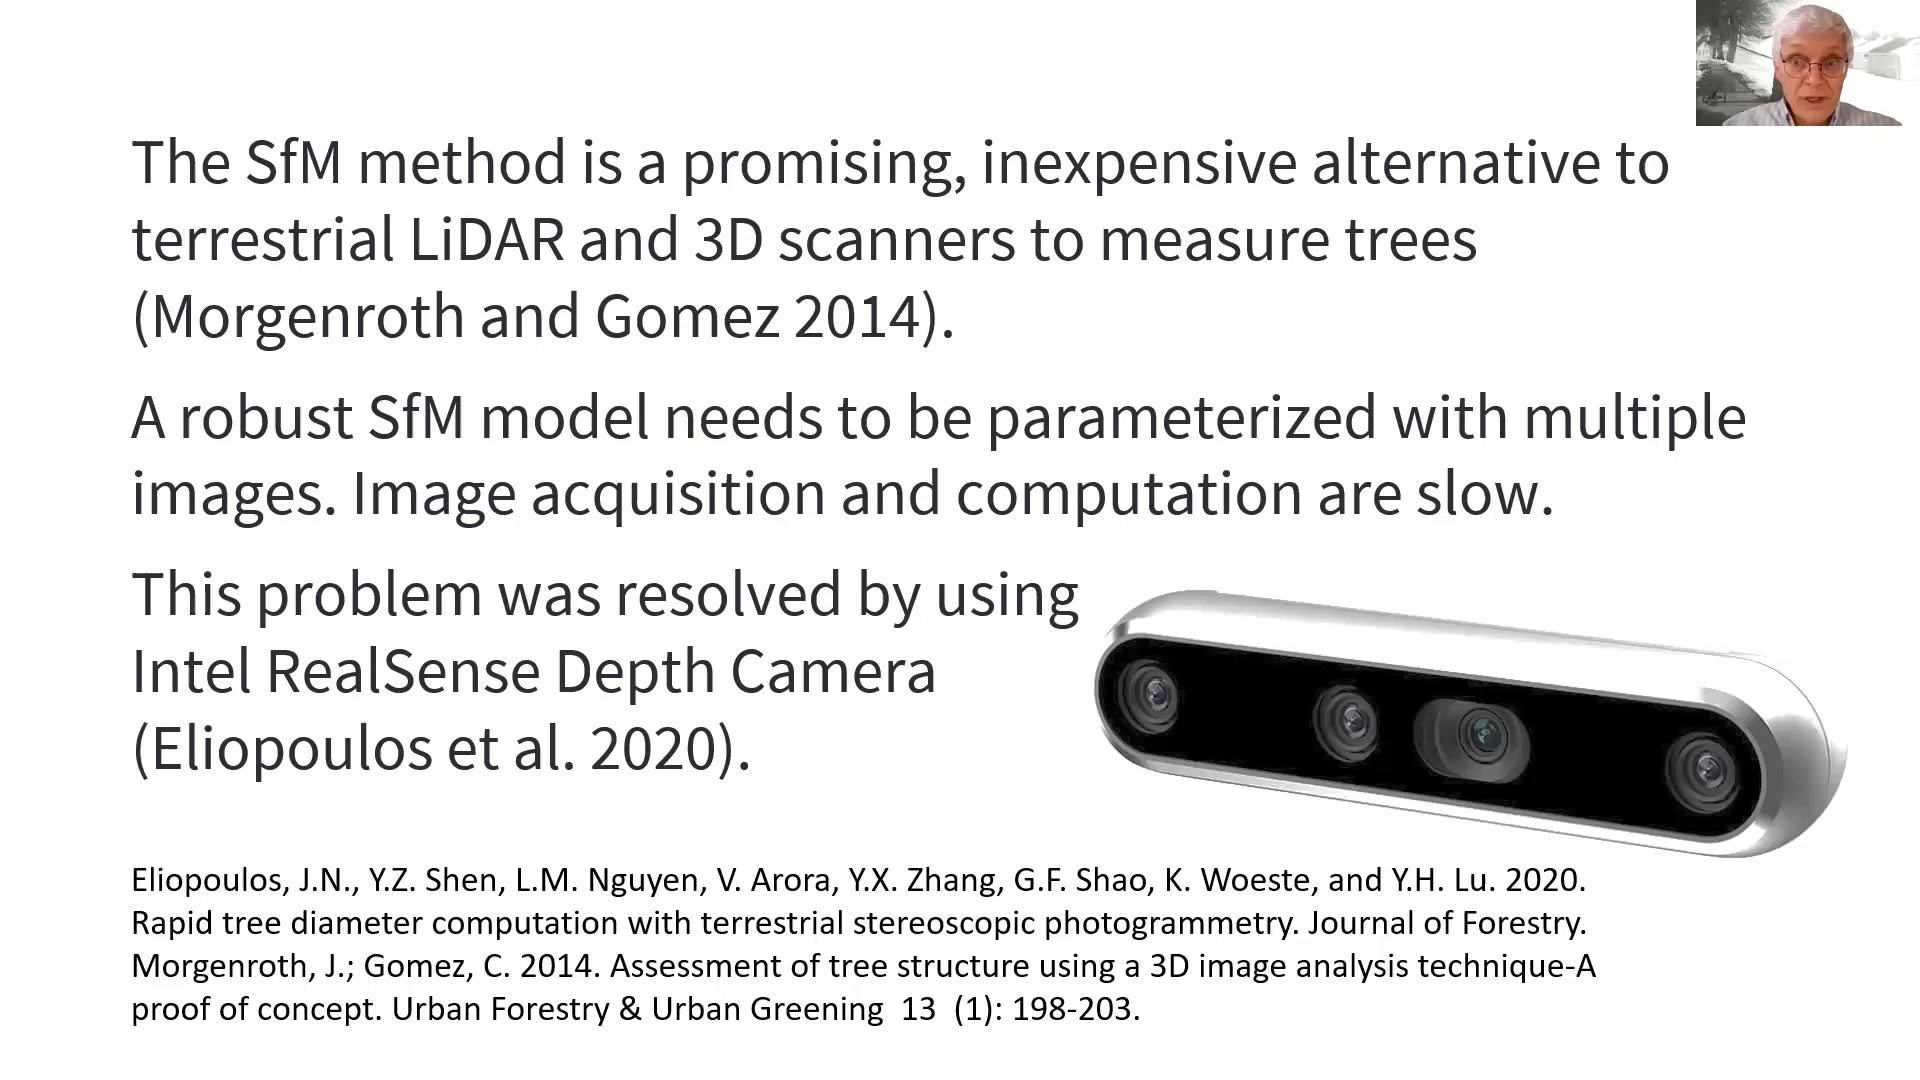 The SfM method is a promising, inexpensive alternative to
terrestrial LiDAR and 3D scanners to measure trees
(Morgenroth and Gomez 2014).
A robust SfM model needs to be parameterized with multiple
images. Image acquisition and computation are slow.
This problem was resolved by using
Intel RealSense Depth Camera
(Eliopoulos et al. 2020).
Eliopoulos, J.N., Y.Z. Shen, L.M. Nguyen, V. Arora, Y.X. Zhang, G.F. Shao, K. Woeste, and Y.H. Lu. 2020.
Rapid tree diameter computation with terrestrial stereoscopic photogrammetry. Journal of Forestry.
Morgenroth, J.; Gomez, C. 2014. Assessment of tree structure using a 3D image analysis technique-A
proof of concept. Urban Forestry & Urban Greening  13  (1): 198-203.